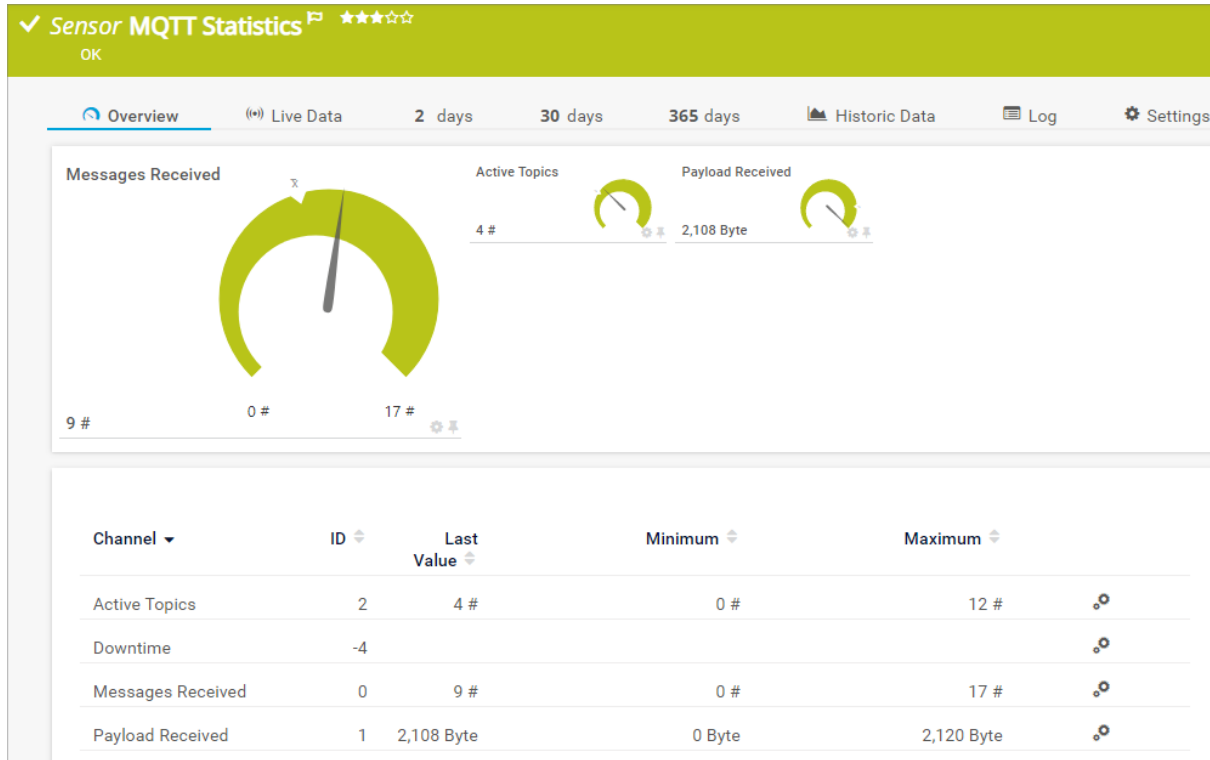 Sensor MQTT Statistics
OK
Overview Live Data 2 days 30 days 365 days Historic Data Log Settings
Messages Received
Active Topics
Payload Received
4 #
2,108 Byte
0 #
17 #
9 #
Channel ID Last Value Minimum Maximum
Active Topics 2 4 # 0 # 12 #
Downtime -4
Messages Received 0 9 # 0 # 17 #
Payload Received 1 2,108 Byte 0 Byte 2,120 Byte